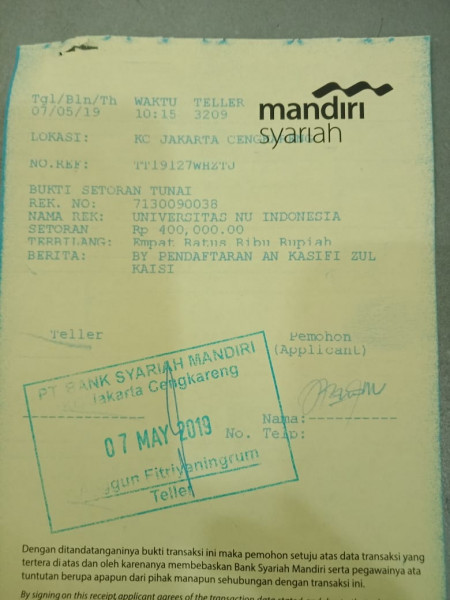 mandiri
syariah
Tgl/Bln/Th WAKTU TELLER
07/05/19 10:15 3209
LOKASI: KC JAKARTA CENGKARENG
NO.REF: TT19127WHZTJ
BUKTI SETORAN TUNAI
REK. NO: 7130090038
NAMA REK: UNIVERSITAS NU INDONESIA
SETORAN Rp 400,000.00
TERBILANG: Empat Ratus Ribu Rupiah
BERITA: BY PENDAFTARAN AN KASIFI ZUL
KAISI
Teller Pemohon
(Applicant)
PT BANK SYARIAH MANDIRI
Jakarta Cengkareng
07 MAY 2019
Fitriyaningrum
Teller
Nama:
No. Telp:
Dengan ditandatanganinya bukti transaksi ini maka pemohon setuju atas data transaksi yang
tertera di atas dan oleh karenanya membebaskan Bank Syariah Mandiri serta pegawainya ata
tuntutan berupa apapun dari pihak manapun sehubungan dengan transaksi ini.
By signing on this receipt, applicant agrees of the transaction data stated